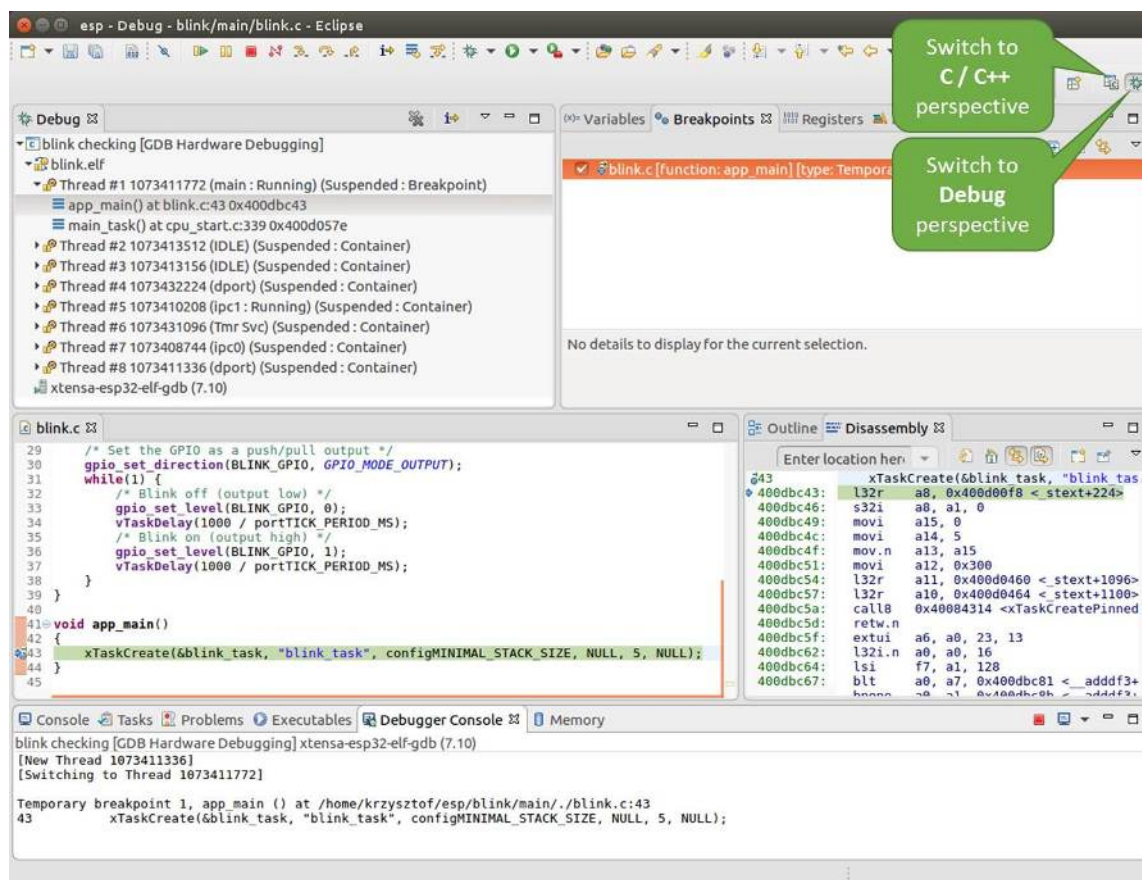 esp - Debug - blink/main/blink.c - Eclipse
Switch to
C / C++
perspective
Debug
(x)= Variables
Breakpoints
Registers
blink checking [GDB Hardware Debugging]
blink.elf
Thread #1 1073411772 (main : Running) (Suspended : Breakpoint)
app_main() at blink.c:43 0x400dbc43
main_task() at cpu_start.c:339 0x400d057e
Thread #2 1073413512 (IDLE) (Suspended : Container)
Thread #3 1073413156 (IDLE) (Suspended : Container)
Thread #4 1073432224 (dport) (Suspended : Container)
Thread #5 1073410208 (ipc1 : Running) (Suspended : Container)
Thread #6 1073431096 (Tmr Svc) (Suspended : Container)
Thread #7 1073408744 (ipc0) (Suspended : Container)
Thread #8 1073411336 (dport) (Suspended : Container)
xtensa-esp32-elf-gdb (7.10)
blink.c [function: app_main] [type: Tempora
Switch to
Debug
perspective
No details to display for the current selection.
blink.c
29 /* Set the GPIO as a push/pull output */
30 gpio_set_direction(BLINK_GPIO, GPIO_MODE_OUTPUT);
31 while(1) {
32 /* Blink off (output low) */
33 gpio_set_level(BLINK_GPIO, 0);
34 vTaskDelay(1000 / portTICK_PERIOD_MS);
35 /* Blink on (output high) */
36 gpio_set_level(BLINK_GPIO, 1);
37 vTaskDelay(1000 / portTICK_PERIOD_MS);
38 }
39 }
40
41 void app_main()
42 {
43 xTaskCreate(&blink_task, "blink_task", configMINIMAL_STACK_SIZE, NULL, 5, NULL);
44 }
45
Outline
Disassembly
Enter location her
43 xTaskCreate(&blink_task, "blink_tas
400dbc43: l32r a8, 0x400d00f8 <_stext+224>
400dbc46: s32i a8, a1, 0
400dbc49: movi a15, 0
400dbc4c: movi a14, 5
400dbc4f: mov.n a13, a15
400dbc51: movi a12, 0x300
400dbc54: l32r a11, 0x400d0460 <_stext+1096>
400dbc57: l32r a10, 0x400d0464 <_stext+1100>
400dbc5a: call8 0x40084314 <xTaskCreatePinned
400dbc5d: retw.n
400dbc5f: extui a6, a0, 23, 13
400dbc62: l32i.n a0, a0, 16
400dbc64: lsi f7, a1, 128
400dbc67: blt a0, a7, 0x400dbc81 <__adddf3+
Console
Tasks
Problems
Executables
Debugger Console
Memory
blink checking [GDB Hardware Debugging] xtensa-esp32-elf-gdb (7.10)
[New Thread 1073411336]
[Switching to Thread 1073411772]
Temporary breakpoint 1, app_main () at /home/krzysztof/esp/blink/main/./blink.c:43
43 xTaskCreate(&blink_task, "blink_task", configMINIMAL_STACK_SIZE, NULL, 5, NULL);